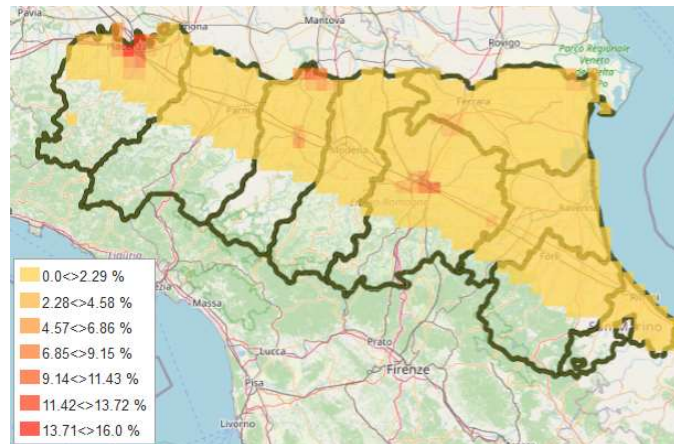 Pavia
Mantova
Rovigo
Parco Regionale
Veneto
Ferrara
Parma
Modena
Ravenna
Forlì
Massa
Lucca
Prato
Pisa
Firenze
Livorno
0.0<>2.29 %
2.28<>4.58 %
4.57<>6.86 %
6.85<>9.15 %
9.14<>11.43 %
11.42<>13.72 %
13.71<>16.0 %